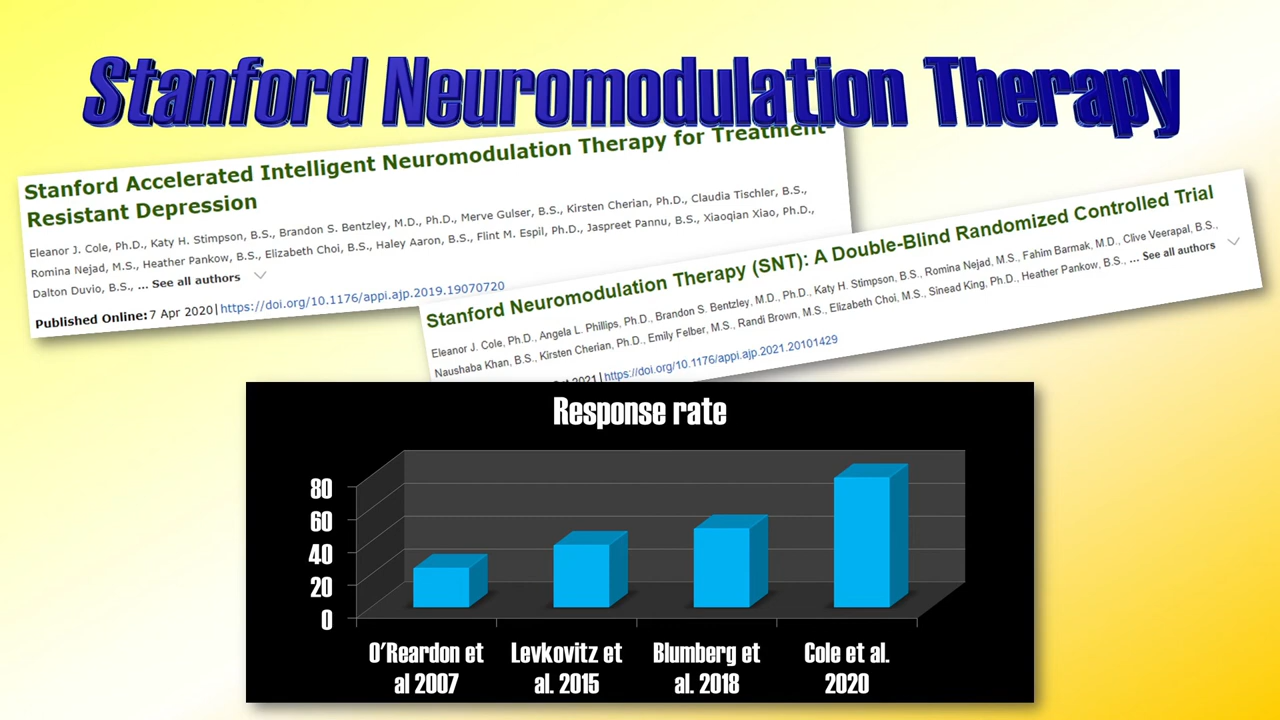 Stanford Neuromodulation Therapy
Stanford Accelerated Intelligent Neuromodulation Therapy for Treatment-
Resistant Depression
Eleanor J. Cole, Ph.D., Katy H. Stimpson, B.S., Brandon S. Bentzley, M.D., Ph.D., Merve Gulser, B.S., Kirsten Cherian, Ph.D., Claudia Tischler, B.S.,
Romina Nejad, M.S., Heather Pankow, B.S., Elizabeth Choi, B.S., Haley Aaron, B.S., Flint M. Espil, Ph.D., Jaspreet Pannu, B.S., Xiaoqian Xiao, Ph.D.,
Dalton Duvio, B.S., ... See all authors
Published Online:7 Apr 2020|https://doi.org/10.1176/appi.ajp.2019.19070720
Stanford Neuromodulation Therapy (SNT): A Double-Blind Randomized Controlled Trial
Eleanor J. Cole, Ph.D., Angela L. Phillips, Ph.D., Brandon S. Bentzley, M.D., Ph.D., Katy H. Stimpson, B.S., Romina Nejad, M.S., Fahim Barmak, M.D., Clive Veerapal, B.S.,
Naushaba Khan, B.S., Kirsten Cherian, Ph.D., Emily Felber, M.S., Randi Brown, M.S., Elizabeth Choi, M.S., Sinead King, Ph.D., Heather Pankow, B.S., ... See all authors
2021|https://doi.org/10.1176/appi.ajp.2021.20101429
Response rate
80
60
40
20
0
O'Reardon et al 2007
Levkovitz et al. 2015
Blumberg et al. 2018
Cole et al. 2020